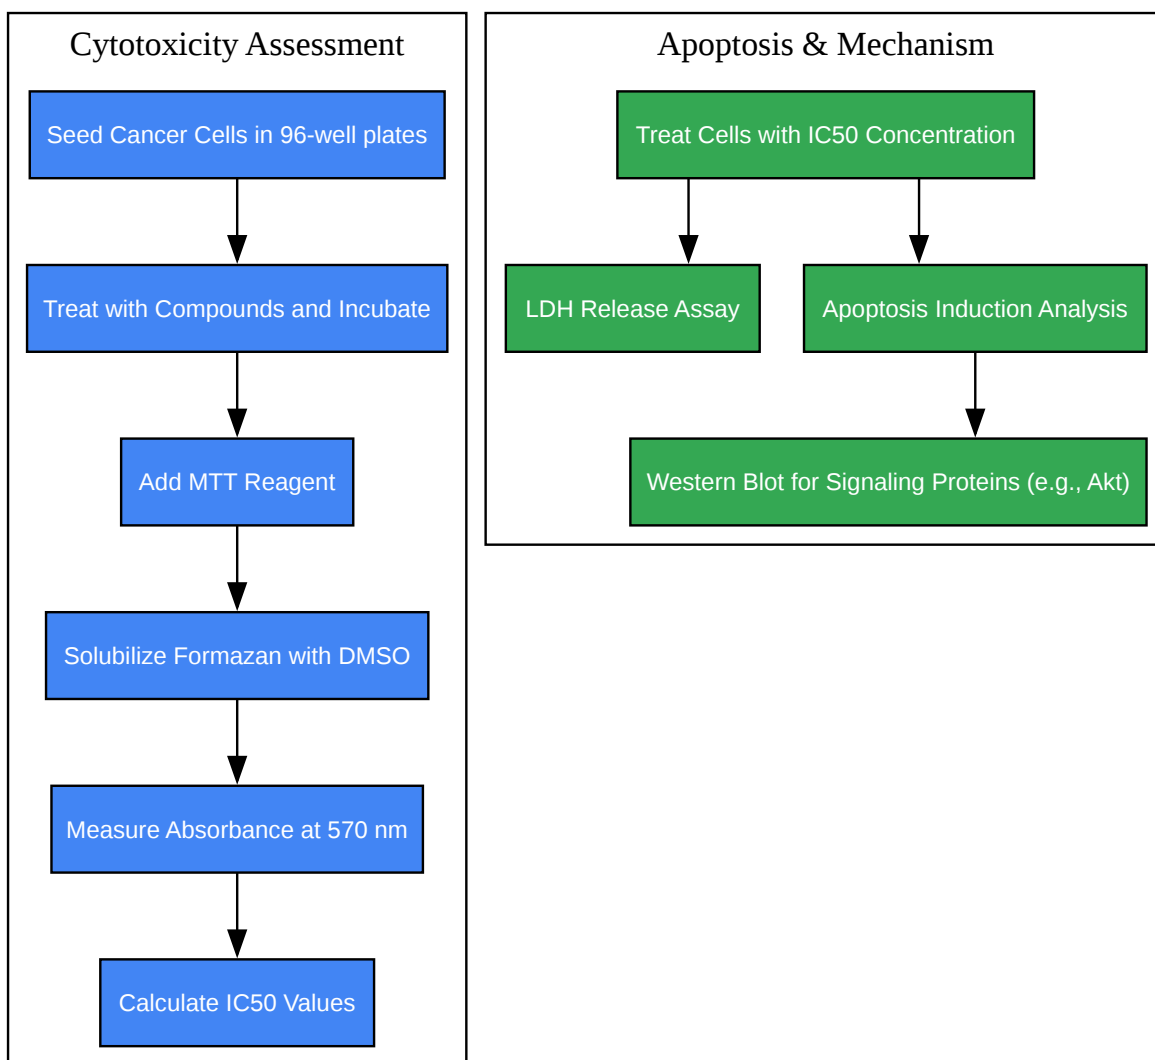 Cytotoxicity Assessment
Seed Cancer Cells in 96-well plates
Treat with Compounds and Incubate
Add MTT Reagent
Solubilize Formazan with DMSO
Measure Absorbance at 570 nm
Calculate IC50 Values
Apoptosis & Mechanism
Treat Cells with IC50 Concentration
LDH Release Assay
Apoptosis Induction Analysis
Western Blot for Signaling Proteins (e.g., Akt)